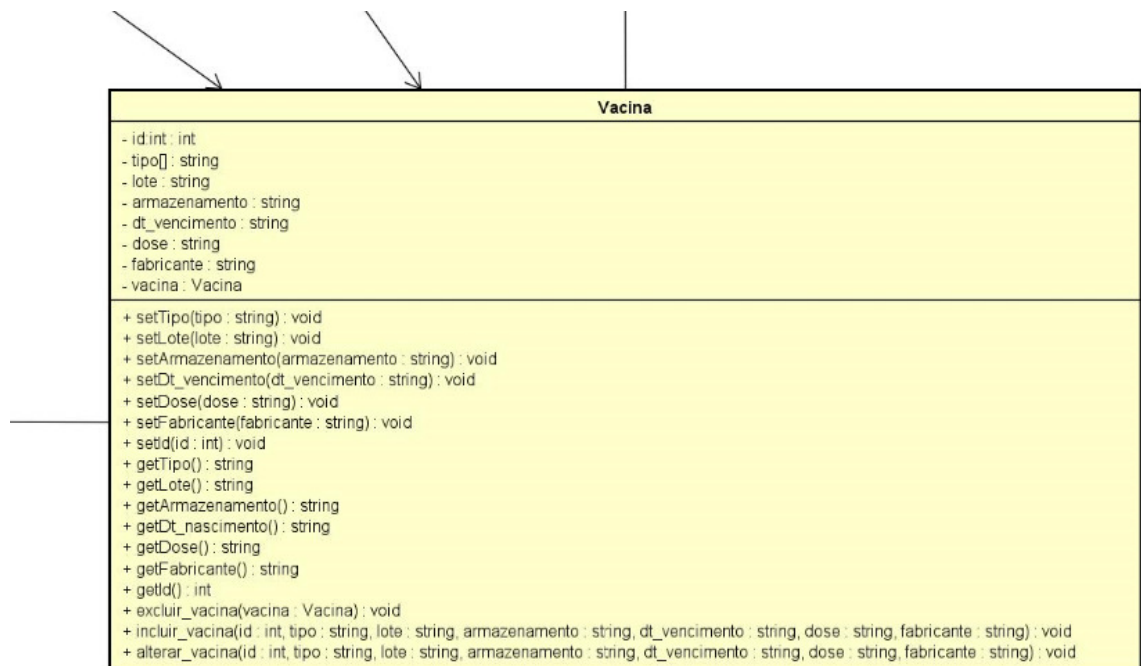 Vacina
- id:int : int
- tipo[] : string
- lote : string
- armazenamento : string
- dt_vencimento : string
- dose : string
- fabricante : string
- vacina : Vacina
+ setTipo(tipo : string) : void
+ setLote(lote : string) : void
+ setArmazenamento(armazenamento : string) : void
+ setDt_vencimento(dt_vencimento : string) : void
+ setDose(dose : string) : void
+ setFabricante(fabricante : string) : void
+ setId(id : int) : void
+ getTipo() : string
+ getLote() : string
+ getArmazenamento() : string
+ getDt_nascimento() : string
+ getDose() : string
+ getFabricante() : string
+ getId() : int
+ excluir_vacina(vacina : Vacina) : void
+ incluir_vacina(id : int, tipo : string, lote : string, armazenamento : string, dt_vencimento : string, dose : string, fabricante : string) : void
+ alterar_vacina(id : int, tipo : string, lote : string, armazenamento : string, dt_vencimento : string, dose : string, fabricante : string) : void